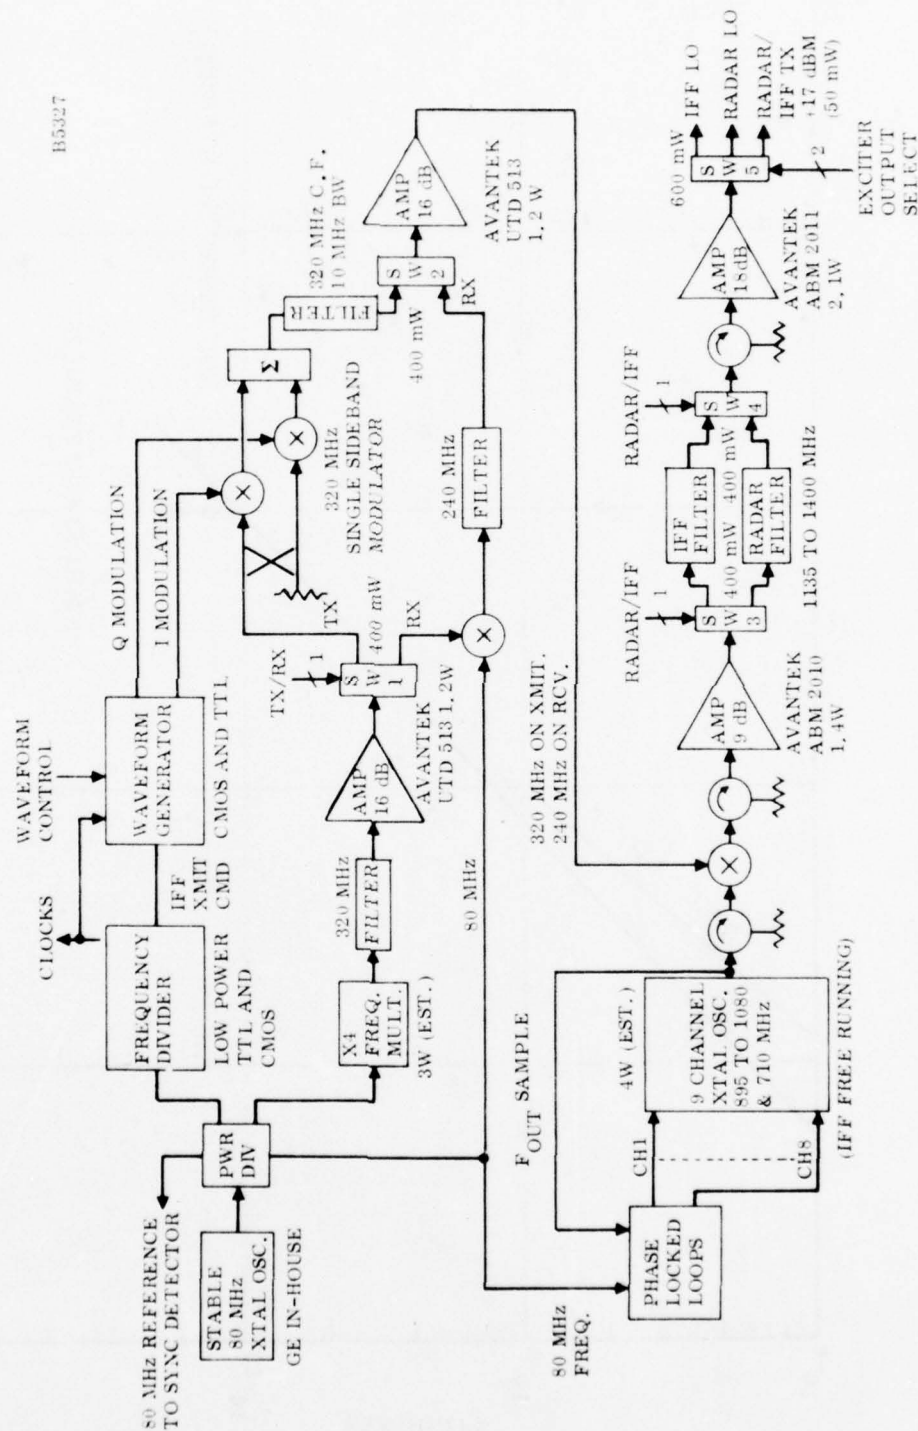 B5327
WAVEFORM
CONTROL
CLOCKS
Q MODULATION
I MODULATION
FREQUENCY
DIVIDER
LOW POWER
TTL AND
CMOS
IFF
XMIT
CMD
WAVEFORM
GENERATOR
CMOS AND TTL
80 MHz REFERENCE
TO SYNC DETECTOR
STABLE
80 MHz
XTAL OSC.
GE IN-HOUSE
PWR
DIV
X4
FREQ.
MULT.
3W (EST.)
320 MHz
FILTER
AMP
16 dB
AVANTEK
UTD 513 1.2W
TX/RX
1
SW1
400 mW
TX
RX
×
×
×
320 MHz
SINGLE SIDEBAND
MODULATOR
Σ
FILTER
320 MHz C.F.
10 MHz BW
400 mW
SW2
RX
AMP
16 dB
AVANTEK
UTD 513
1.2 W
80 MHz
240 MHz
FILTER
320 MHz ON XMIT.
240 MHz ON RCV.
80 MHz
FREQ.
PHASE
LOCKED
LOOPS
F OUT SAMPLE
CH1
CH8
4W (EST.)
9 CHANNEL
XTAL OSC.
895 TO 1080
& 710 MHz
(IFF FREE RUNNING)
×
AMP
9 dB
AVANTEK
ABM 2010
1.4W
RADAR/IFF
1
SW3
400 mW
IFF
FILTER
RADAR
FILTER
1135 TO 1400 MHz
400 mW
RADAR/IFF
1
SW4
AMP
18dB
AVANTEK
ABM 2011
2.1W
600 mW
SW5
IFF LO
RADAR LO
RADAR/
IFF TX
+17 dBM
(50 mW)
2
EXCITER
OUTPUT
SELECT